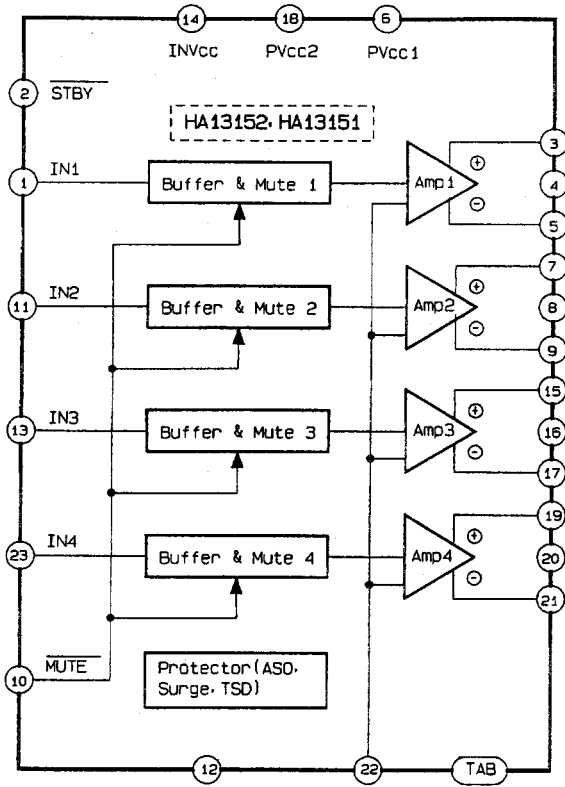 14 18 6
INVcc PVcc2 PVcc1
2 STBY
HA13152, HA13151
3
1 IN1 Buffer & Mute 1 Amp1 + 4
− 5
7
11 IN2 Buffer & Mute 2 Amp2 + 8
− 9
15
13 IN3 Buffer & Mute 3 Amp3 + 16
− 17
19
23 IN4 Buffer & Mute 4 Amp4 + 20
− 21
10 MUTE
Protector(ASO,
Surge, TSD)
12 22 TAB